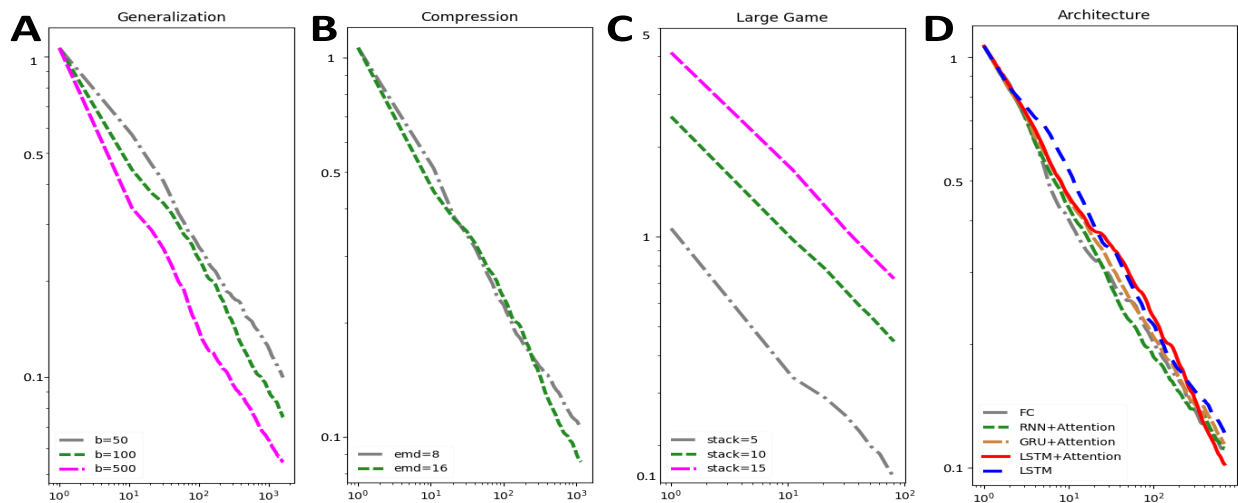 A
Generalization
1
0.5
0.1
b=50
b=100
b=500
10⁰
10¹
10²
10³
B
Compression
1
0.5
0.1
emd=8
emd=16
10⁰
10¹
10²
10³
C
Large Game
5
1
0.1
stack=5
stack=10
stack=15
10⁰
10¹
10²
D
Architecture
1
0.5
0.1
FC
RNN+Attention
GRU+Attention
LSTM+Attention
LSTM
10⁰
10¹
10²